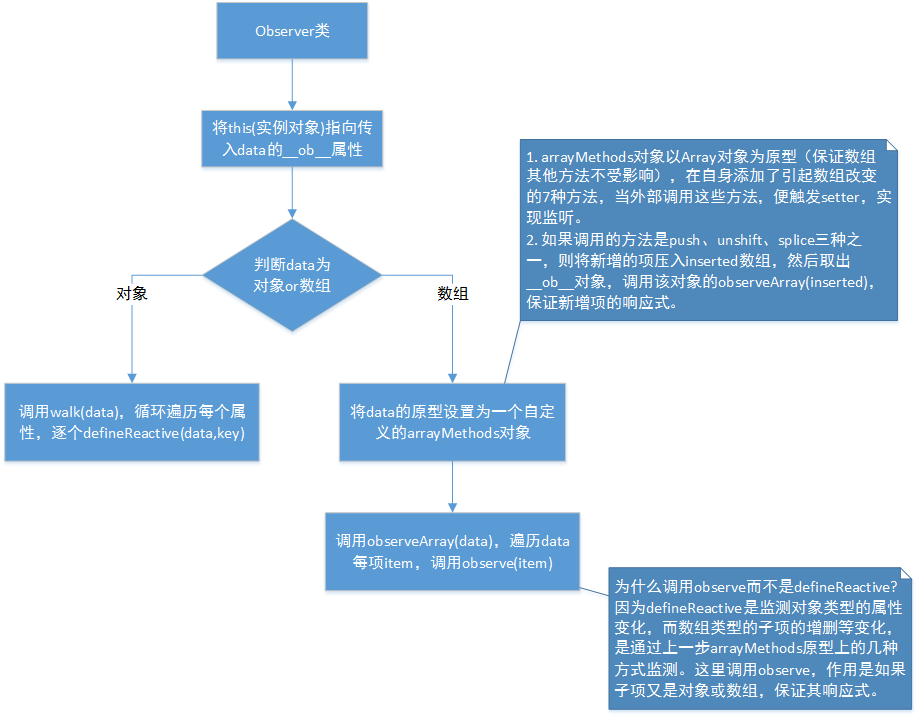 Observer类
将this(实例对象)指向传
入data的__ob__属性
1. arrayMethods对象以Array对象为原型（保证数组
其他方法不受影响），在自身添加了引起数组改变
的7种方法，当外部调用这些方法，便触发setter，实
现监听。
2. 如果调用的方法是push、unshift、splice三种之
一，则将新增的项压入inserted数组，然后取出
__ob__对象，调用该对象的observeArray(inserted)，
保证新增项的响应式。
判断data为
对象or数组
对象
数组
调用walk(data)，循环遍历每个属
性，逐个defineReactive(data,key)
将data的原型设置为一个自定
义的arrayMethods对象
调用observeArray(data)，遍历data
每项item，调用observe(item)
为什么调用observe而不是defineReactive?
因为defineReactive是监测对象类型的属性
变化，而数组类型的子项的增删等变化，
是通过上一步arrayMethods原型上的几种
方式监测。这里调用observe，作用是如果
子项又是对象或数组，保证其响应式。